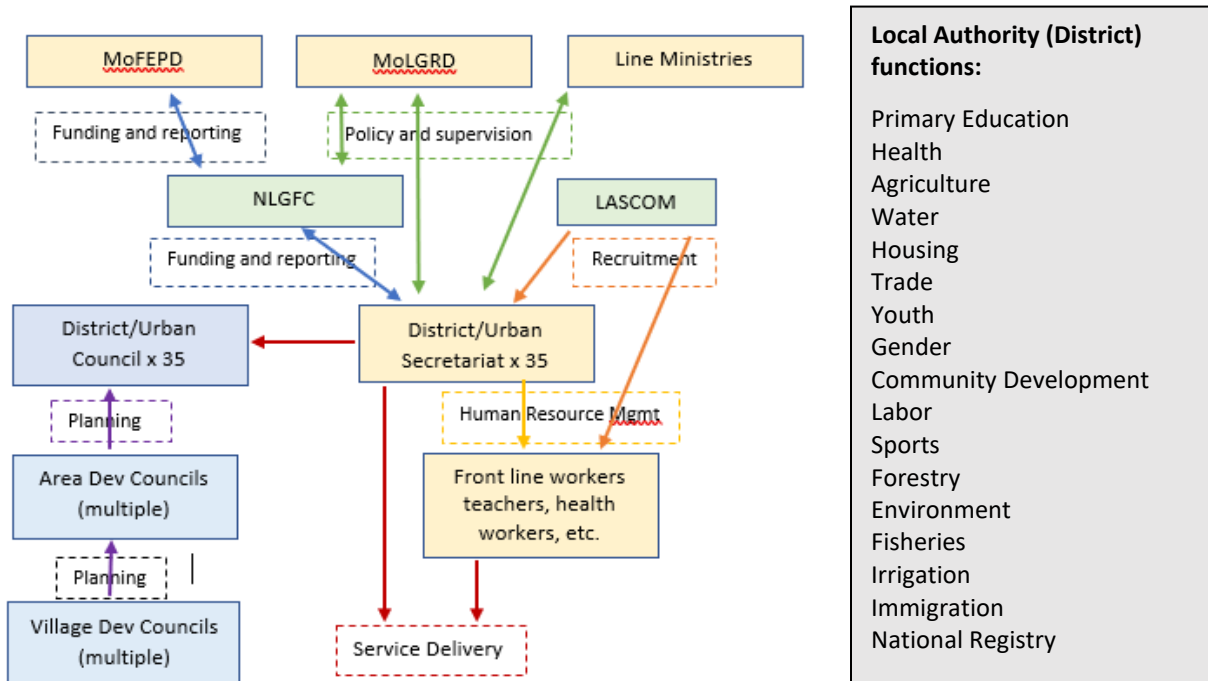 MoFEPD
MoLGRD
Line Ministries
Funding and reporting
Policy and supervision
NLGFC
LASCOM
Funding and reporting
Recruitment
District/Urban
Council x 35
District/Urban
Secretariat x 35
Planning
Human Resource Mgmt
Area Dev Councils
(multiple)
Front line workers
teachers, health
workers, etc.
Planning
Village Dev Councils
(multiple)
Service Delivery
Local Authority (District)
functions:
Primary Education
Health
Agriculture
Water
Housing
Trade
Youth
Gender
Community Development
Labor
Sports
Forestry
Environment
Fisheries
Irrigation
Immigration
National Registry